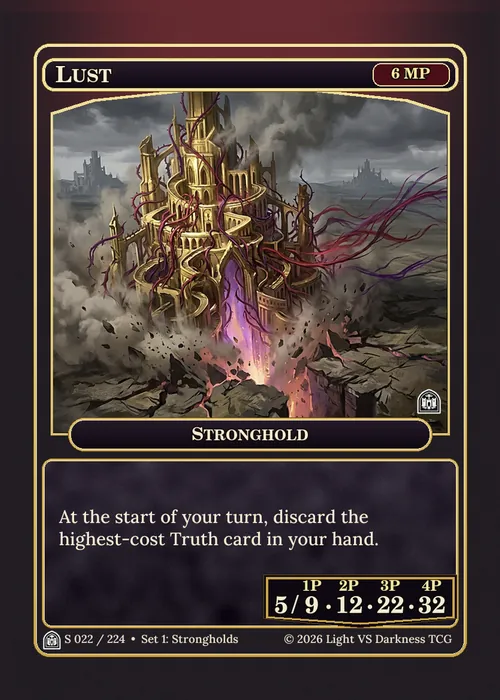 LUST
6 MP
STRONGHOLD
At the start of your turn, discard the
highest-cost Truth card in your hand.
1P 2P 3P 4P
5 / 9 · 12 · 22 · 32
S 022 / 224 • Set 1: Strongholds
© 2026 Light VS Darkness TCG